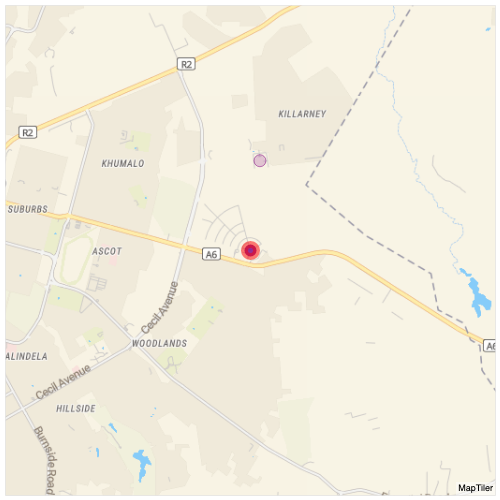 R2
KILLARNEY
R2
KHUMALO
SUBURBS
ASCOT
A6
Cecil Avenue
WOODLANDS
A6
ALINDELA
Cecil Avenue
HILLSIDE
Burnside Road
MapTiler